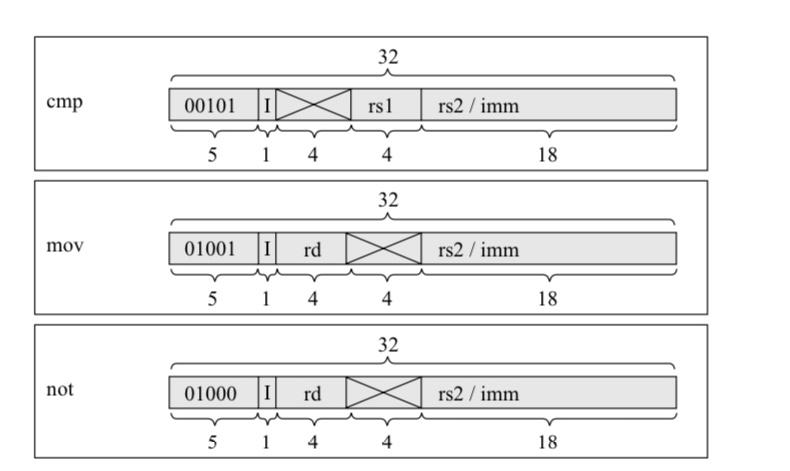 32
cmp 00101 I rs1 rs2 / imm
5 1 4 4 18
32
mov 01001 I rd rs2 / imm
5 1 4 4 18
32
not 01000 I rd rs2 / imm
5 1 4 4 18